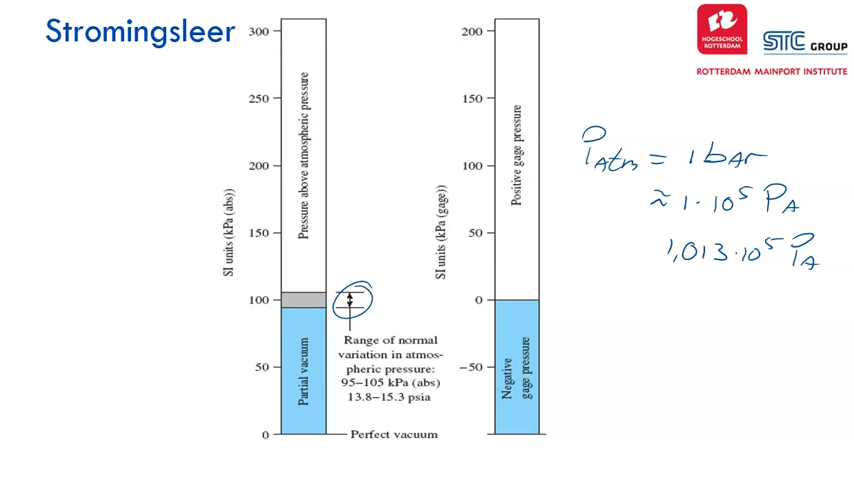 Stromingsleer
HOGESCHOOL
ROTTERDAM
STC GROUP
ROTTERDAM MAINPORT INSTITUTE
SI units (kPa (abs))
300
250
200
150
100
50
0
Pressure above atmospheric pressure
Partial vacuum
Range of normal
variation in atmos-
pheric pressure:
95–105 kPa (abs)
13.8–15.3 psia
Perfect vacuum
SI units (kPa (gage))
200
150
100
50
0
−50
Positive gage pressure
Negative
gage pressure
PAtm = 1 bAr
≈ 1 · 10⁵ PA
1,013 · 10⁵ PA